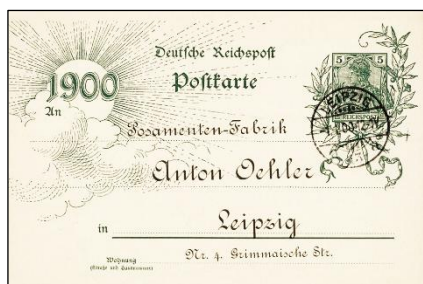 Deutsche Reichspost
5 5
1900
Postkarte
REICHSPOST
LEIPZIG
An
Posamenten-Fabrik
Anton Oehler
in Leipzig
Nr. 4. Grimmaische Str.
Wohnung
(Straße und Hausnummer)